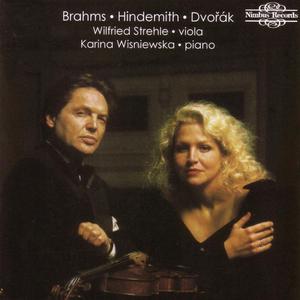 Brahms • Hindemith • Dvořák
Wilfried Strehle • viola
Karina Wisniewska • piano
Nimbus Records